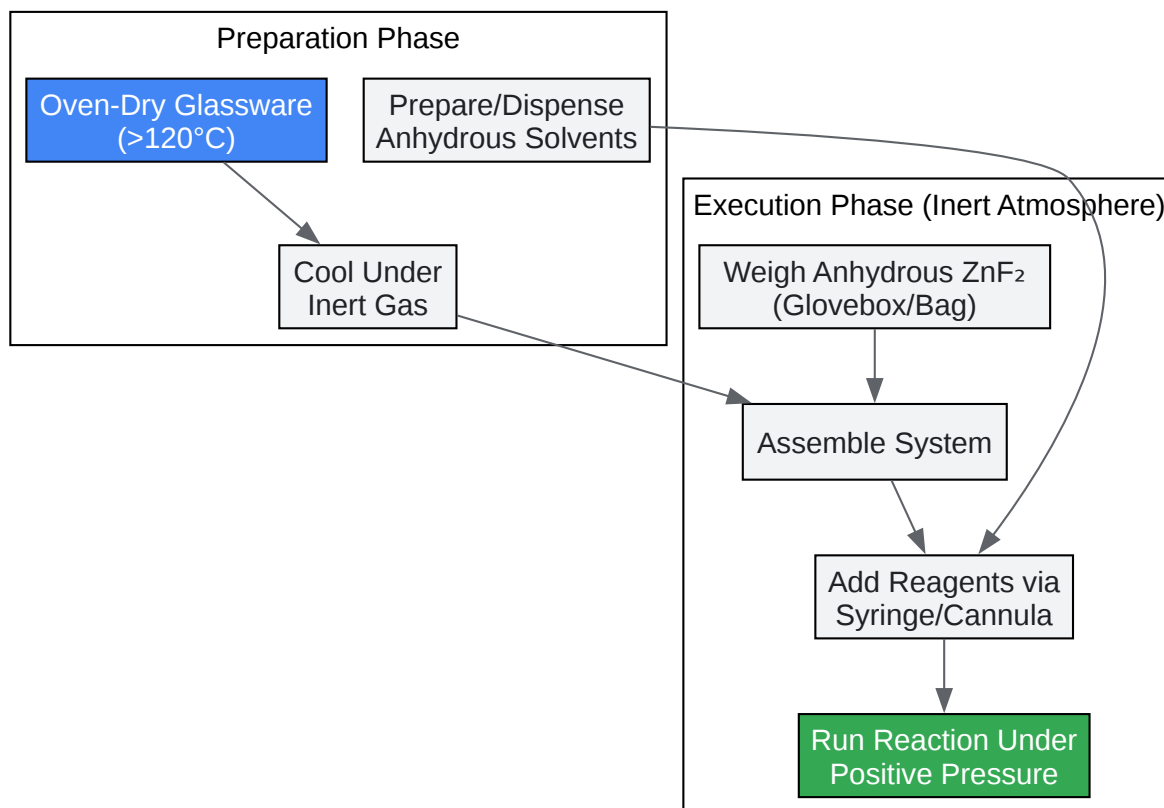 Preparation Phase
Oven-Dry Glassware
(>120°C)
Prepare/Dispense
Anhydrous Solvents
Cool Under
Inert Gas
Execution Phase (Inert Atmosphere)
Weigh Anhydrous ZnF₂
(Glovebox/Bag)
Assemble System
Add Reagents via
Syringe/Cannula
Run Reaction Under
Positive Pressure